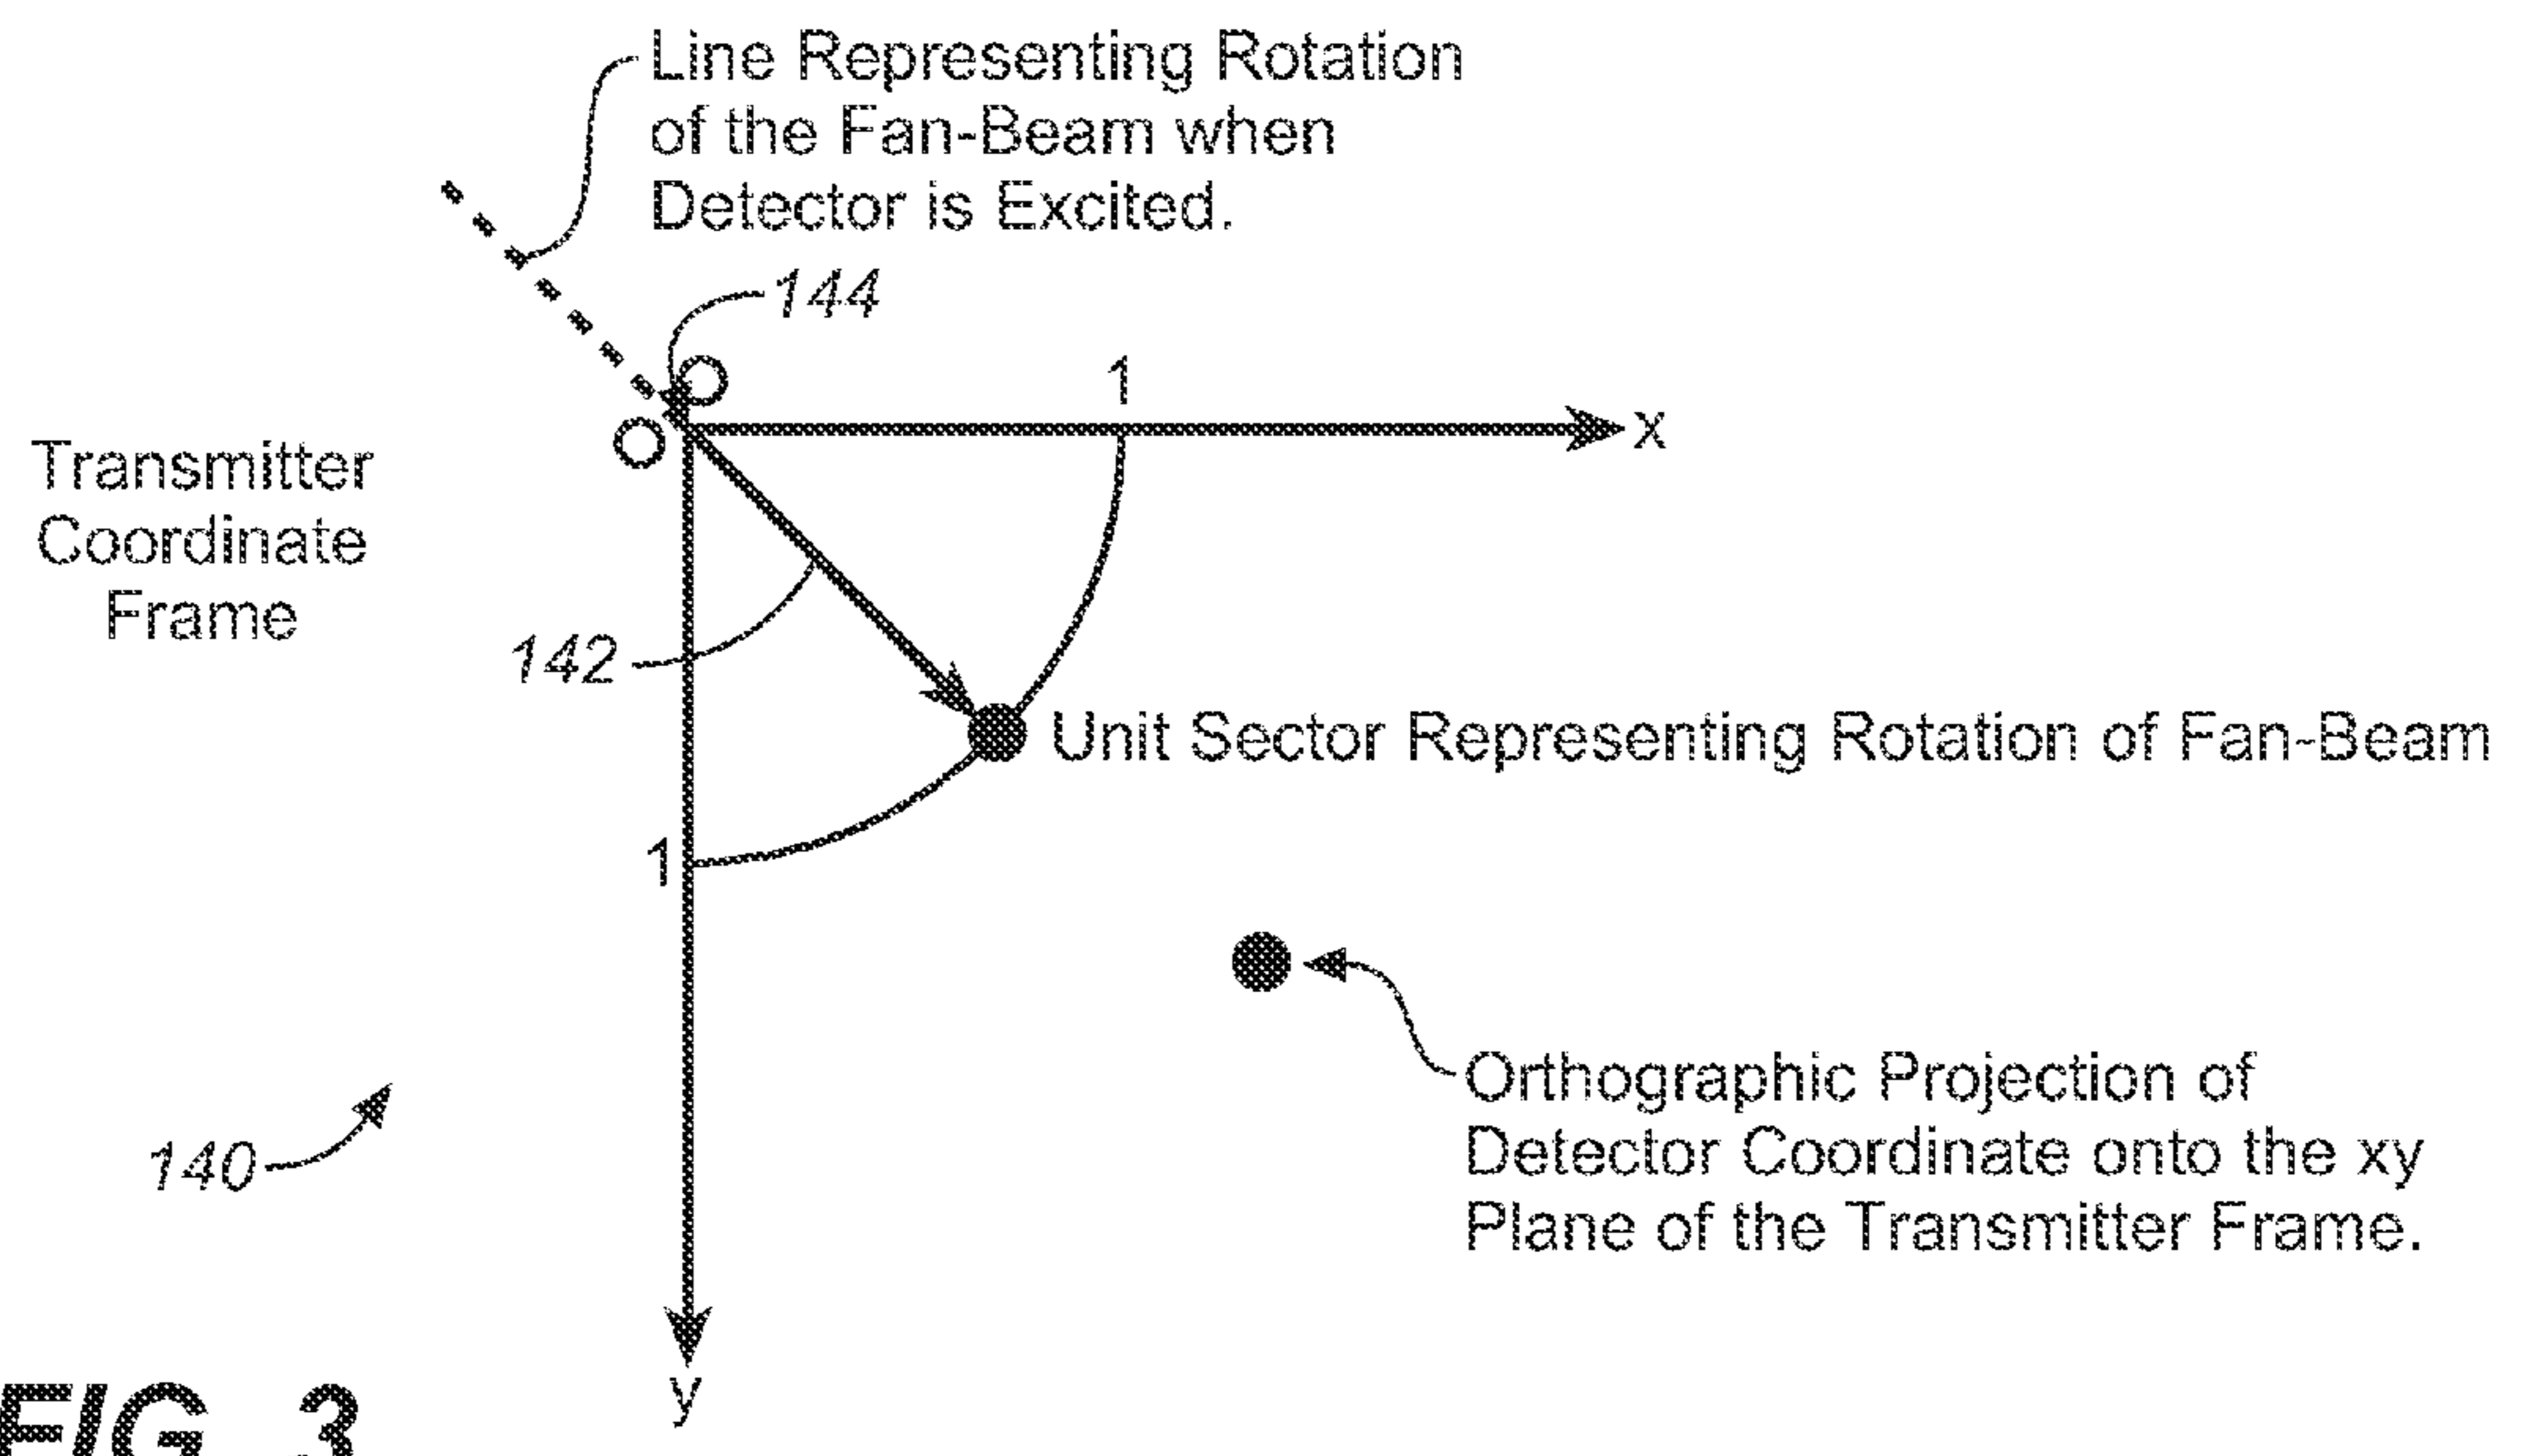 Line Representing Rotation
of the Fan-Beam when
Detector is Excited.
144
1
x
Transmitter
Coordinate
Frame
142
Unit Sector Representing Rotation of Fan-Beam
1
140
Orthographic Projection of
Detector Coordinate onto the xy
Plane of the Transmitter Frame.
y
FIG. 3